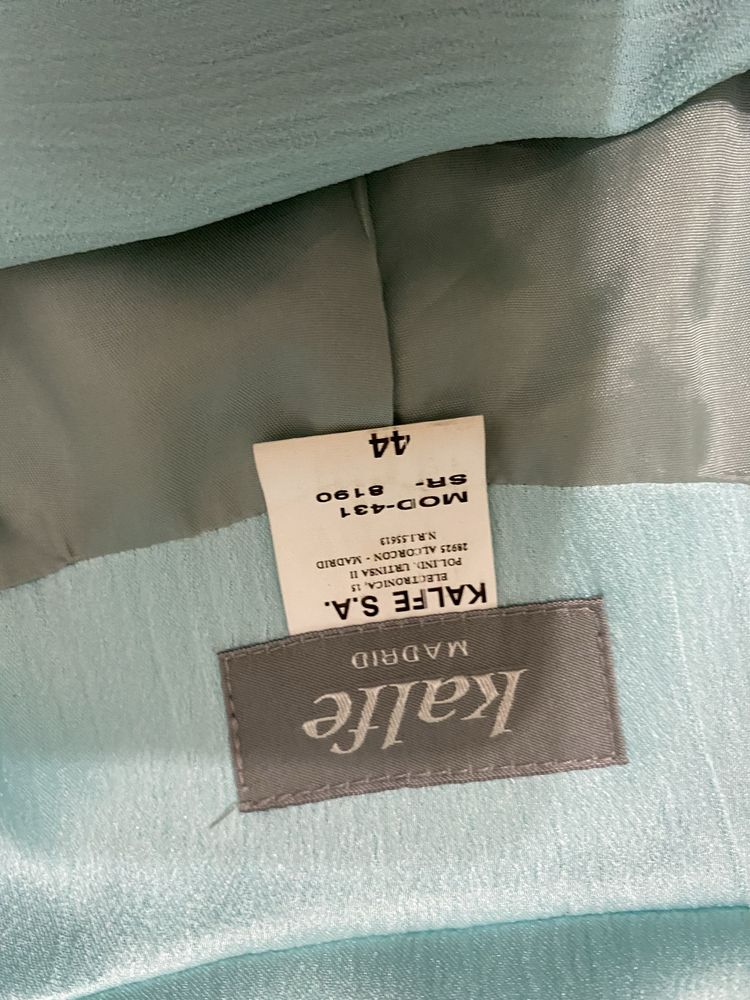 kalfe
MADRID
KALFE S.A.
ELECTRONICA, 15
POL.IND. URTINSA II
28925 ALCORCON - MADRID
N.R.I.55613
MOD-431
SR- 8190
44